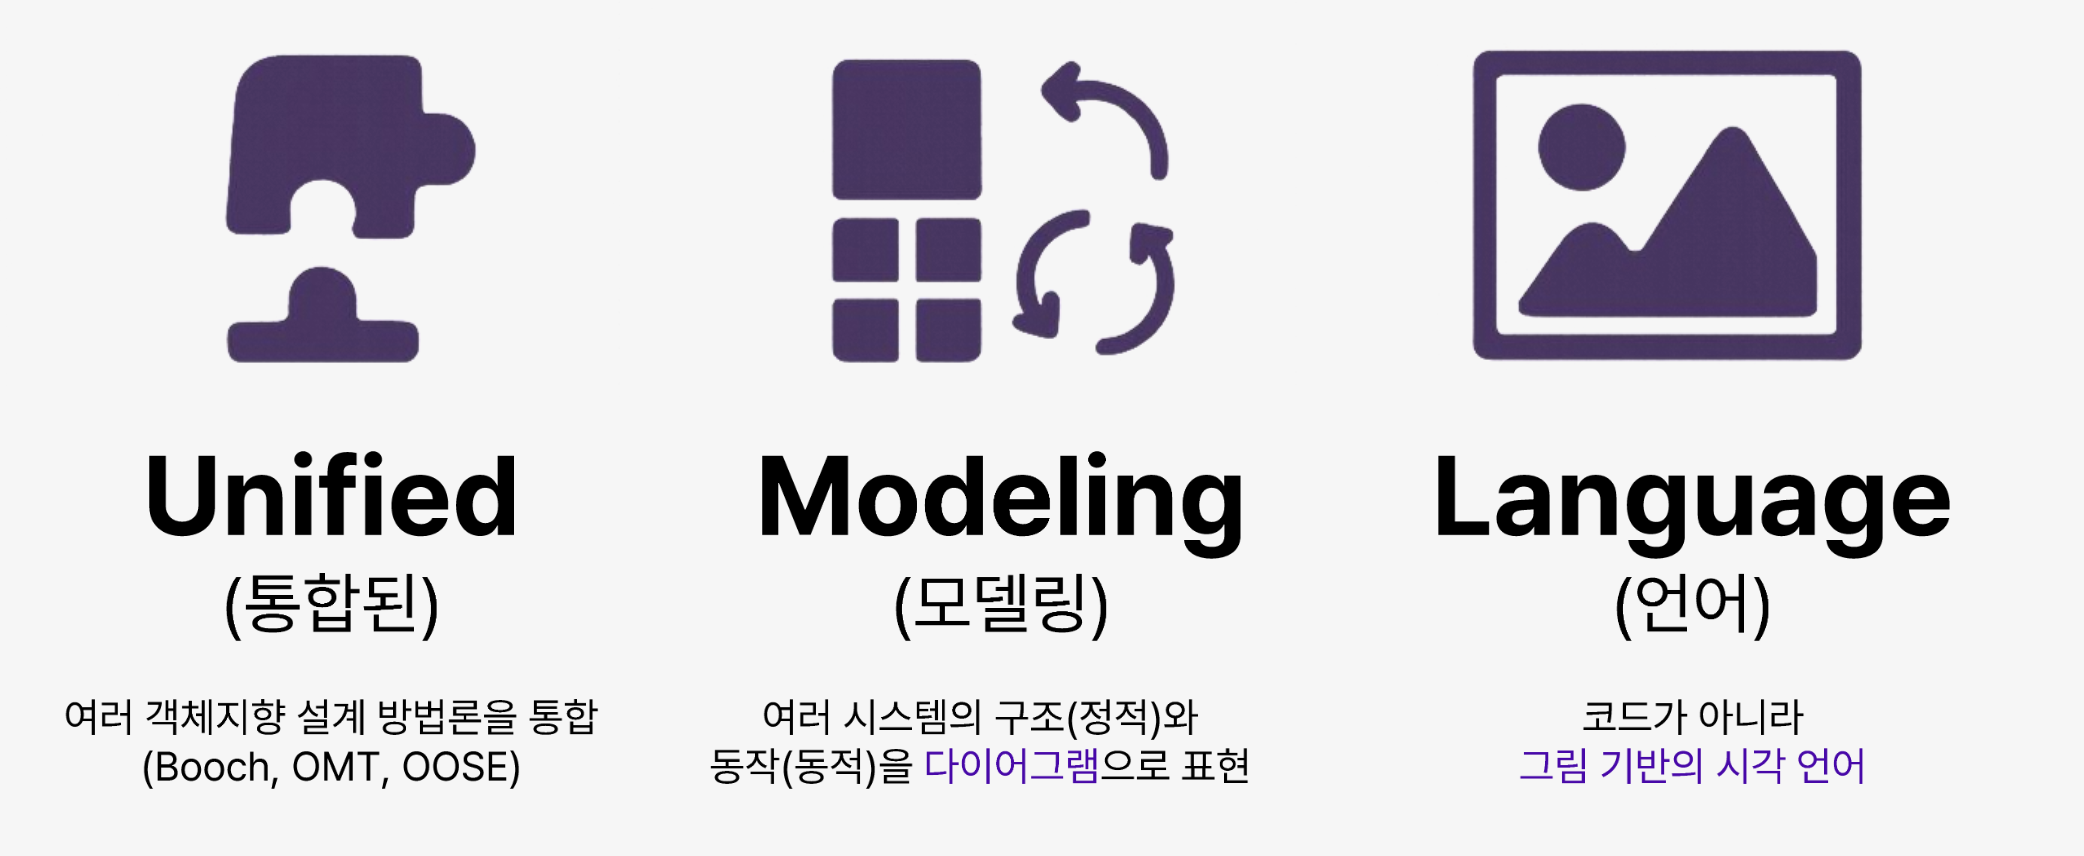 Unified
(통합된)
여러 객체지향 설계 방법론을 통합
(Booch, OMT, OOSE)
Modeling
(모델링)
여러 시스템의 구조(정적)와
동작(동적)을 다이어그램으로 표현
Language
(언어)
코드가 아니라
그림 기반의 시각 언어